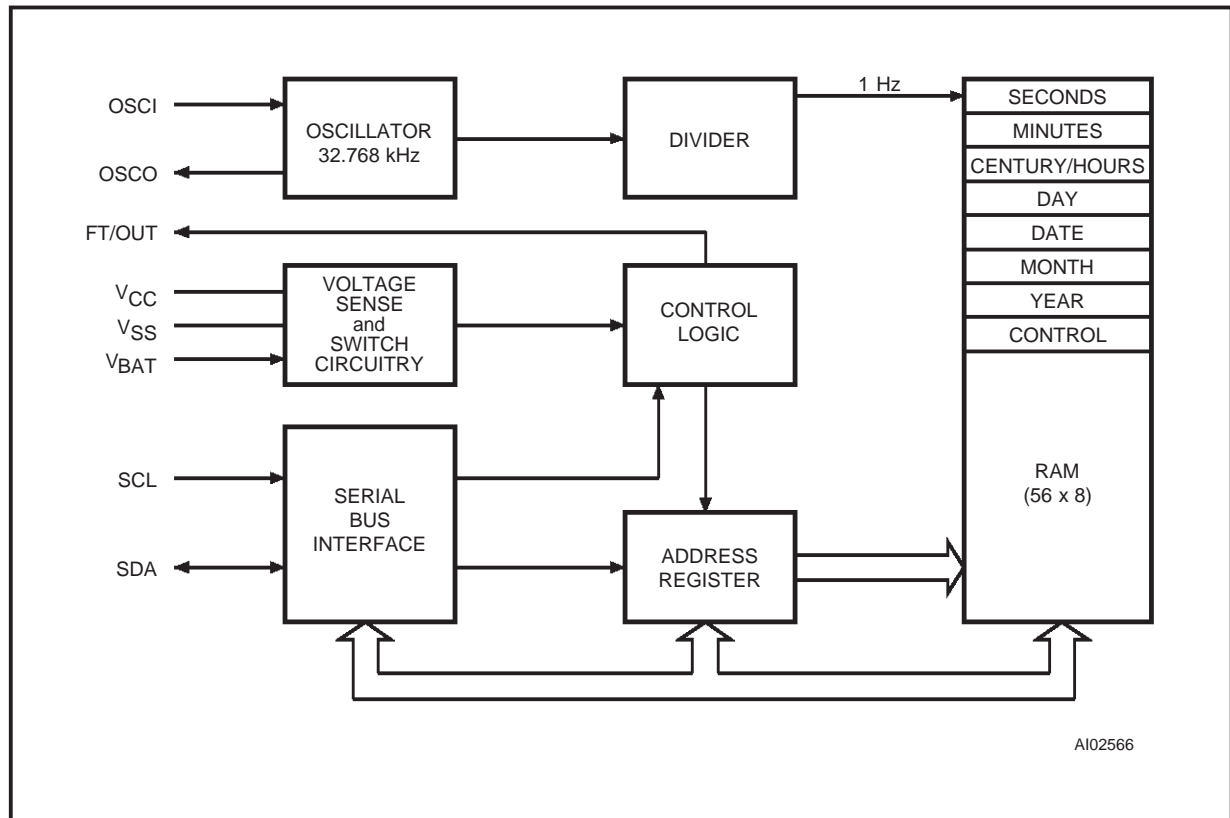 OSCI
OSCO
OSCILLATOR
32.768 kHz
DIVIDER
1 Hz
SECONDS
MINUTES
CENTURY/HOURS
DAY
DATE
MONTH
YEAR
CONTROL
RAM
(56 x 8)
FT/OUT
VCC
VSS
VBAT
VOLTAGE
SENSE
and
SWITCH
CIRCUITRY
CONTROL
LOGIC
SCL
SDA
SERIAL
BUS
INTERFACE
ADDRESS
REGISTER
AI02566